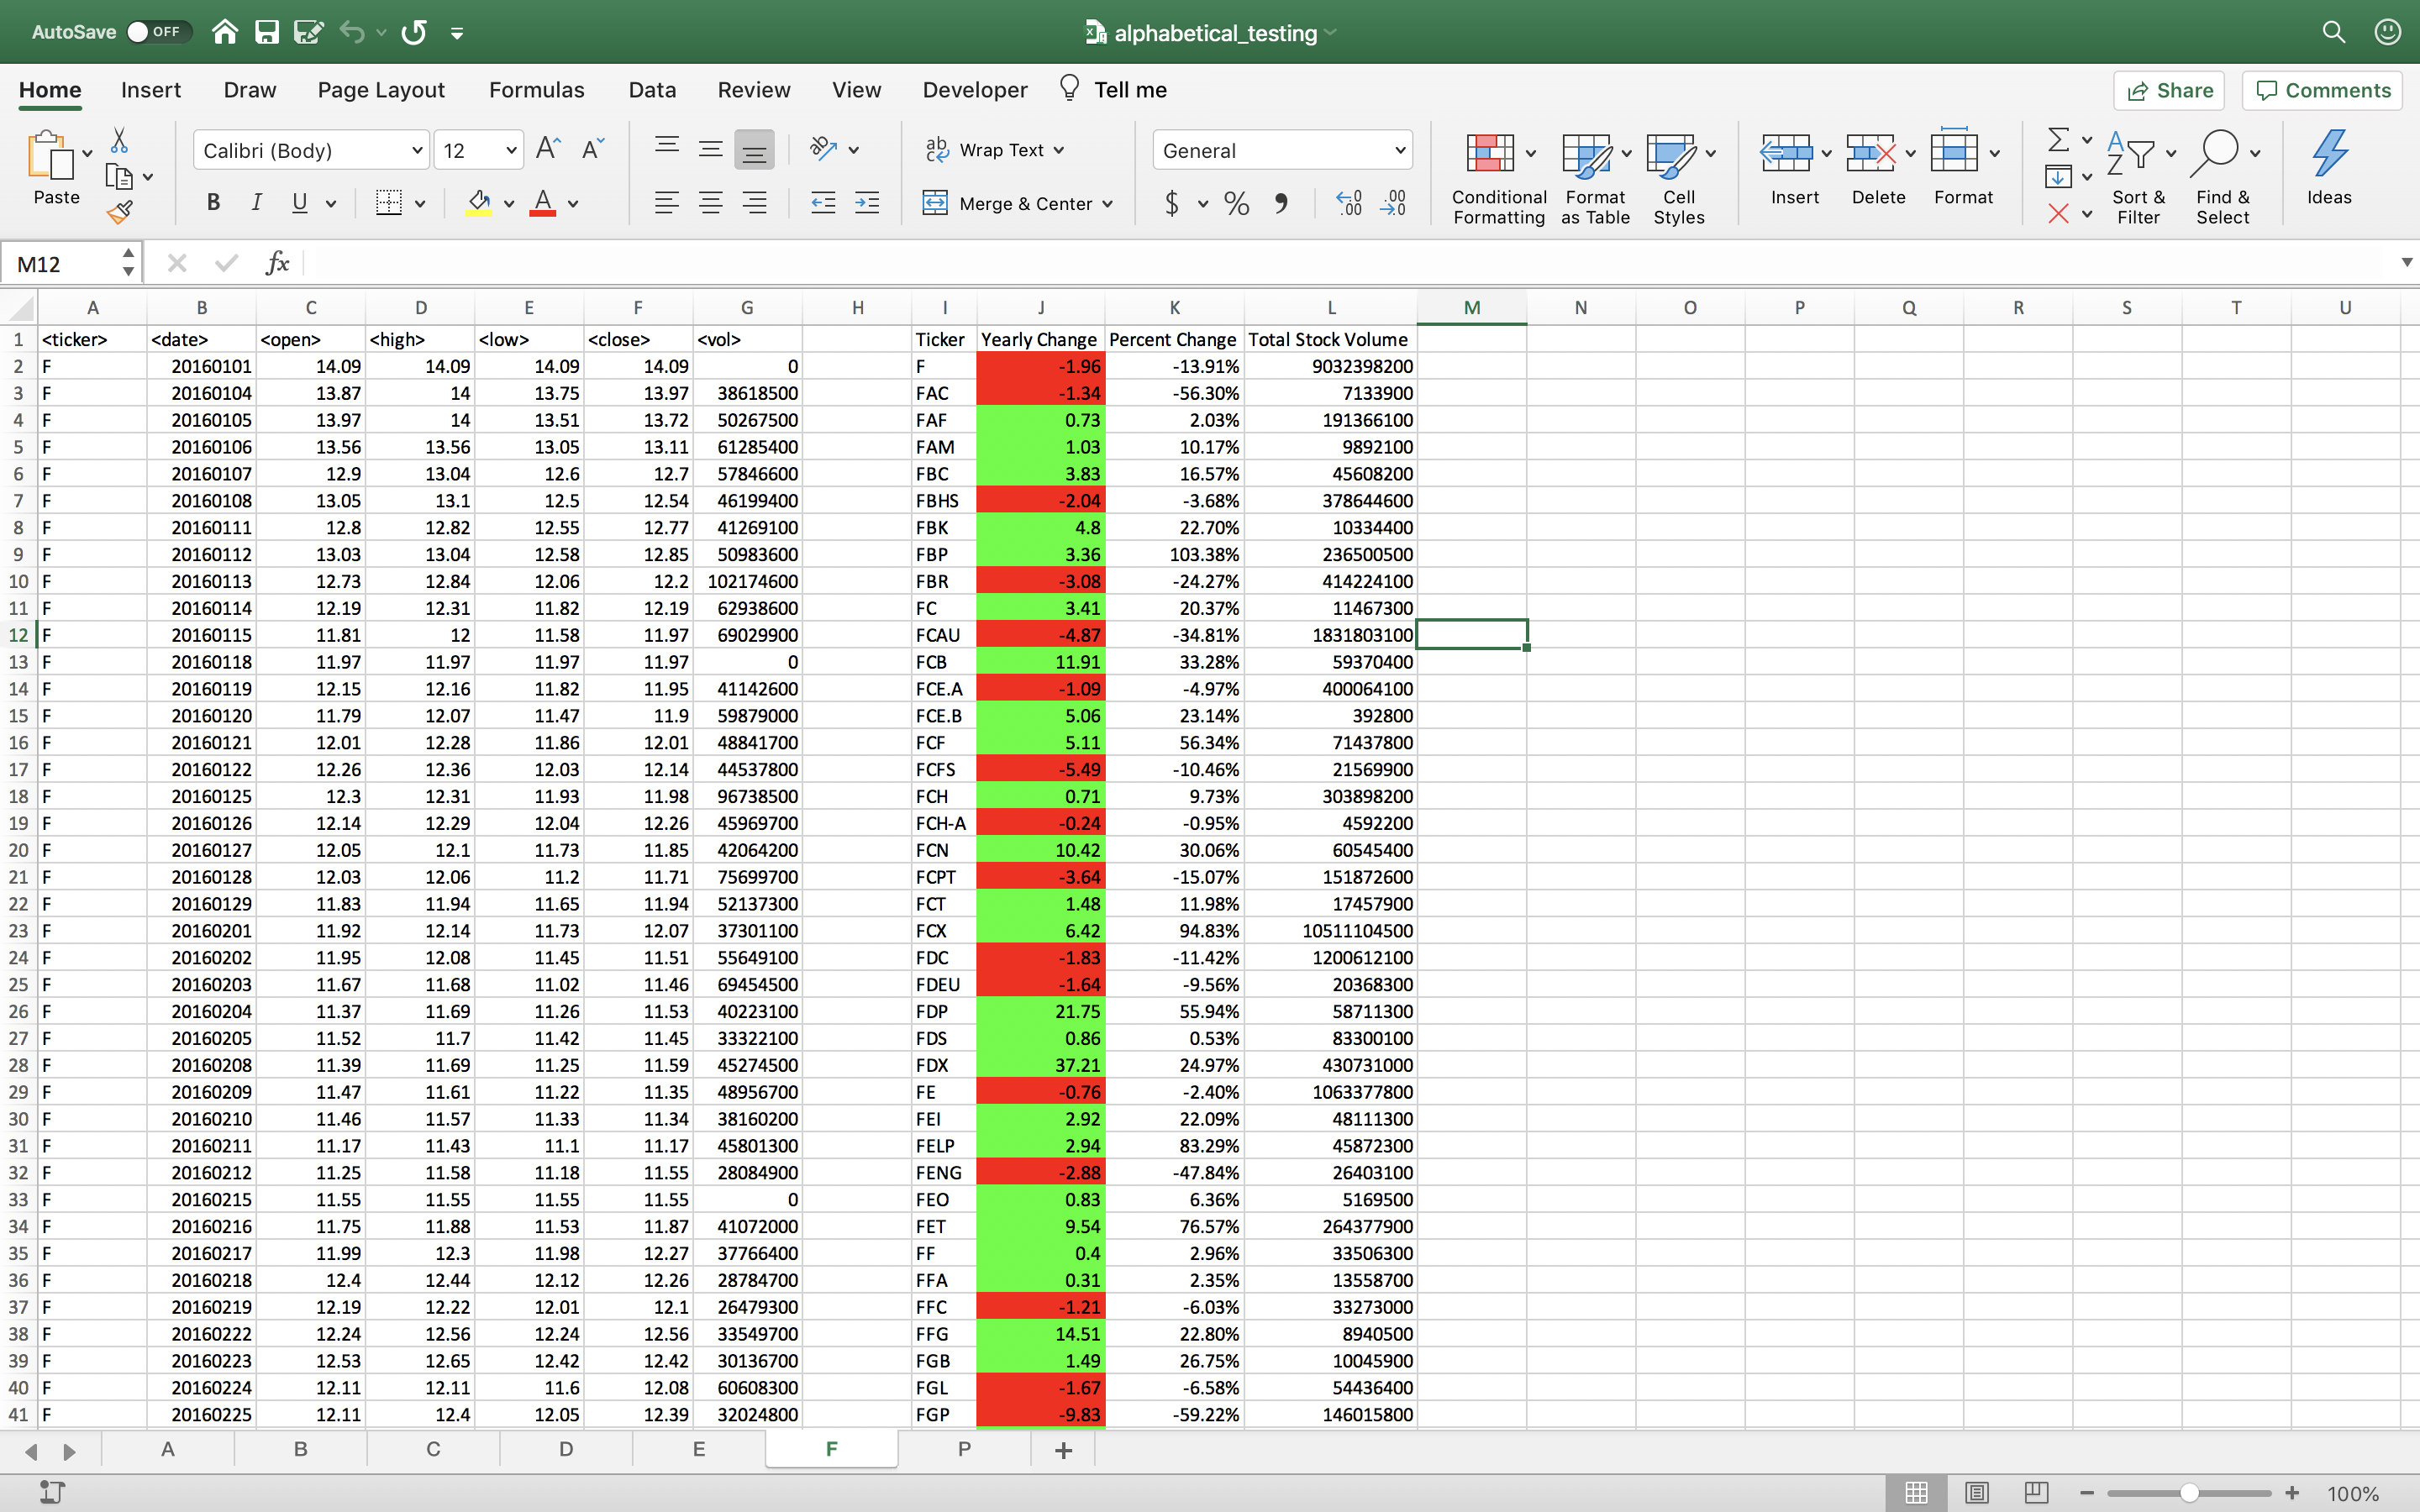 AutoSave OFF alphabetical_testing
Home Insert Draw Page Layout Formulas Data Review View Developer Tell me Share Comments
Paste Calibri (Body) 12 Wrap Text General Conditional Formatting Format as Table Cell Styles Insert Delete Format Sort & Filter Find & Select Ideas
B I U Merge & Center $ % 
M12 fx
A B C D E F G H I J K L M N O P Q R S T U
1 <ticker> <date> <open> <high> <low> <close> <vol> Ticker Yearly Change Percent Change Total Stock Volume
2 F 20160101 14.09 14.09 14.09 14.09 0 F -1.96 -13.91% 9032398200
3 F 20160104 13.87 14 13.75 13.97 38618500 FAC -1.34 -56.30% 7133900
4 F 20160105 13.97 14 13.51 13.72 50267500 FAF 0.73 2.03% 191366100
5 F 20160106 13.56 13.56 13.05 13.11 61285400 FAM 1.03 10.17% 9892100
6 F 20160107 12.9 13.04 12.6 12.7 57846600 FBC 3.83 16.57% 45608200
7 F 20160108 13.05 13.1 12.5 12.54 46199400 FBHS -2.04 -3.68% 378644600
8 F 20160111 12.8 12.82 12.55 12.77 41269100 FBK 4.8 22.70% 10334400
9 F 20160112 13.03 13.04 12.58 12.85 50983600 FBP 3.36 103.38% 236500500
10 F 20160113 12.73 12.84 12.06 12.2 102174600 FBR -3.08 -24.27% 414224100
11 F 20160114 12.19 12.31 11.82 12.19 62938600 FC 3.41 20.37% 11467300
12 F 20160115 11.81 12 11.58 11.97 69029900 FCAU -4.87 -34.81% 1831803100
13 F 20160118 11.97 11.97 11.97 11.97 0 FCB 11.91 33.28% 59370400
14 F 20160119 12.15 12.16 11.82 11.95 41142600 FCE.A -1.09 -4.97% 400064100
15 F 20160120 11.79 12.07 11.47 11.9 59879000 FCE.B 5.06 23.14% 392800
16 F 20160121 12.01 12.28 11.86 12.01 48841700 FCF 5.11 56.34% 71437800
17 F 20160122 12.26 12.36 12.03 12.14 44537800 FCFS -5.49 -10.46% 21569900
18 F 20160125 12.3 12.31 11.93 11.98 96738500 FCH 0.71 9.73% 303898200
19 F 20160126 12.14 12.29 12.04 12.26 45969700 FCH-A -0.24 -0.95% 4592200
20 F 20160127 12.05 12.1 11.73 11.85 42064200 FCN 10.42 30.06% 60545400
21 F 20160128 12.03 12.06 11.2 11.71 75699700 FCPT -3.64 -15.07% 151872600
22 F 20160129 11.83 11.94 11.65 11.94 52137300 FCT 1.48 11.98% 17457900
23 F 20160201 11.92 12.14 11.73 12.07 37301100 FCX 6.42 94.83% 10511104500
24 F 20160202 11.95 12.08 11.45 11.51 55649100 FDC -1.83 -11.42% 1200612100
25 F 20160203 11.67 11.68 11.02 11.46 69454500 FDEU -1.64 -9.56% 20368300
26 F 20160204 11.37 11.69 11.26 11.53 40223100 FDP 21.75 55.94% 58711300
27 F 20160205 11.52 11.7 11.42 11.45 33322100 FDS 0.86 0.53% 83300100
28 F 20160208 11.39 11.69 11.25 11.59 45274500 FDX 37.21 24.97% 430731000
29 F 20160209 11.47 11.61 11.22 11.35 48956700 FE -0.76 -2.40% 1063377800
30 F 20160210 11.46 11.57 11.33 11.34 38160200 FEI 2.92 22.09% 48111300
31 F 20160211 11.17 11.43 11.1 11.17 45801300 FELP 2.94 83.29% 45872300
32 F 20160212 11.25 11.58 11.18 11.55 28084900 FENG -2.88 -47.84% 26403100
33 F 20160215 11.55 11.55 11.55 11.55 0 FEO 0.83 6.36% 5169500
34 F 20160216 11.75 11.88 11.53 11.87 41072000 FET 9.54 76.57% 264377900
35 F 20160217 11.99 12.3 11.98 12.27 37766400 FF 0.4 2.96% 33506300
36 F 20160218 12.4 12.44 12.12 12.26 28784700 FFA 0.31 2.35% 13558700
37 F 20160219 12.19 12.22 12.01 12.1 26479300 FFC -1.21 -6.03% 33273000
38 F 20160222 12.24 12.56 12.24 12.56 33549700 FFG 14.51 22.80% 8940500
39 F 20160223 12.53 12.65 12.42 12.42 30136700 FGB 1.49 26.75% 10045900
40 F 20160224 12.11 12.11 11.6 12.08 60608300 FGL -1.67 -6.58% 54436400
41 F 20160225 12.11 12.4 12.05 12.39 32024800 FGP -9.83 -59.22% 146015800
A B C D E F P +
100%